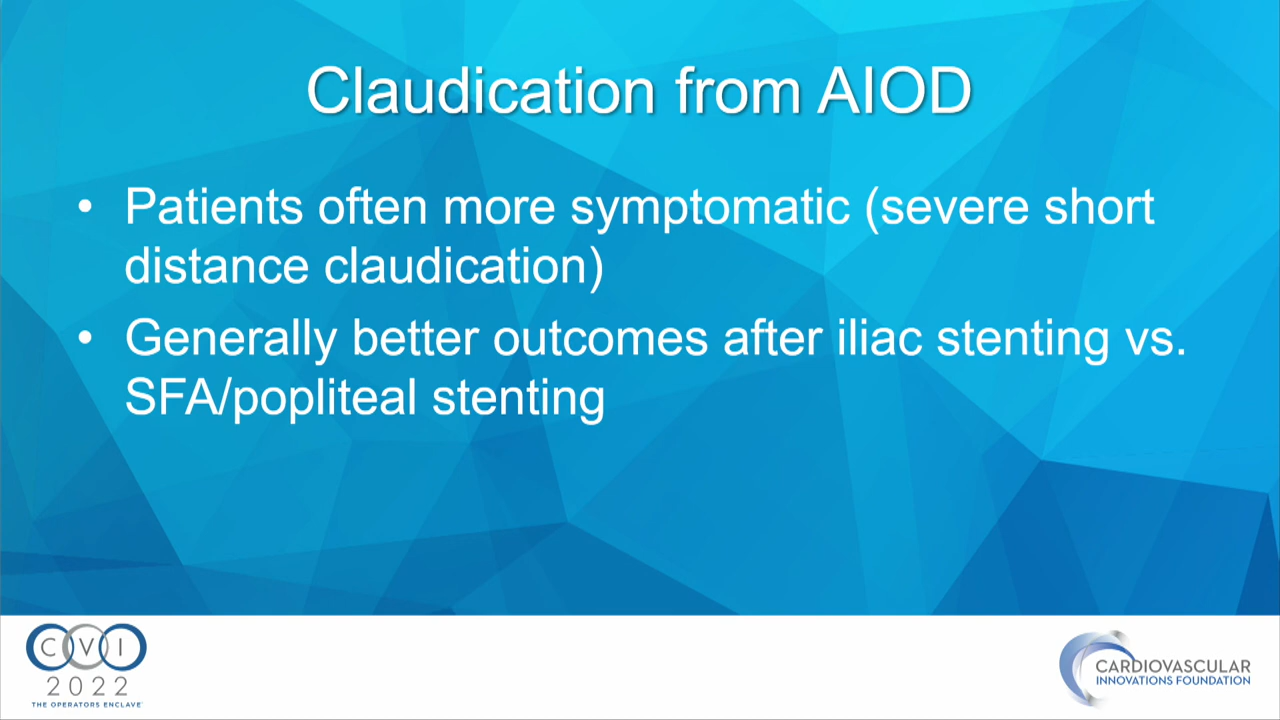 Claudication from AIOD
• Patients often more symptomatic (severe short
distance claudication)
• Generally better outcomes after iliac stenting vs.
SFA/popliteal stenting
CVI
2022
THE OPERATORS ENCLAVE
CARDIOVASCULAR
INNOVATIONS FOUNDATION